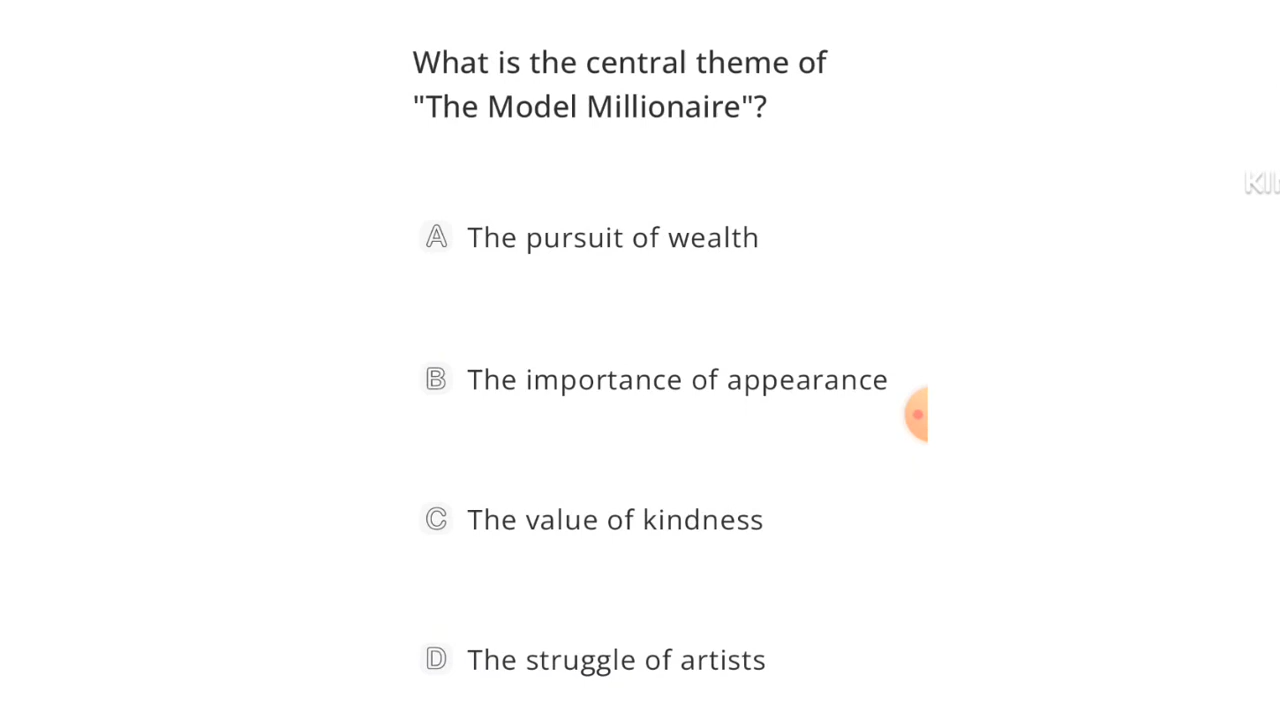 What is the central theme of
"The Model Millionaire"?
A The pursuit of wealth
B The importance of appearance
C The value of kindness
D The struggle of artists